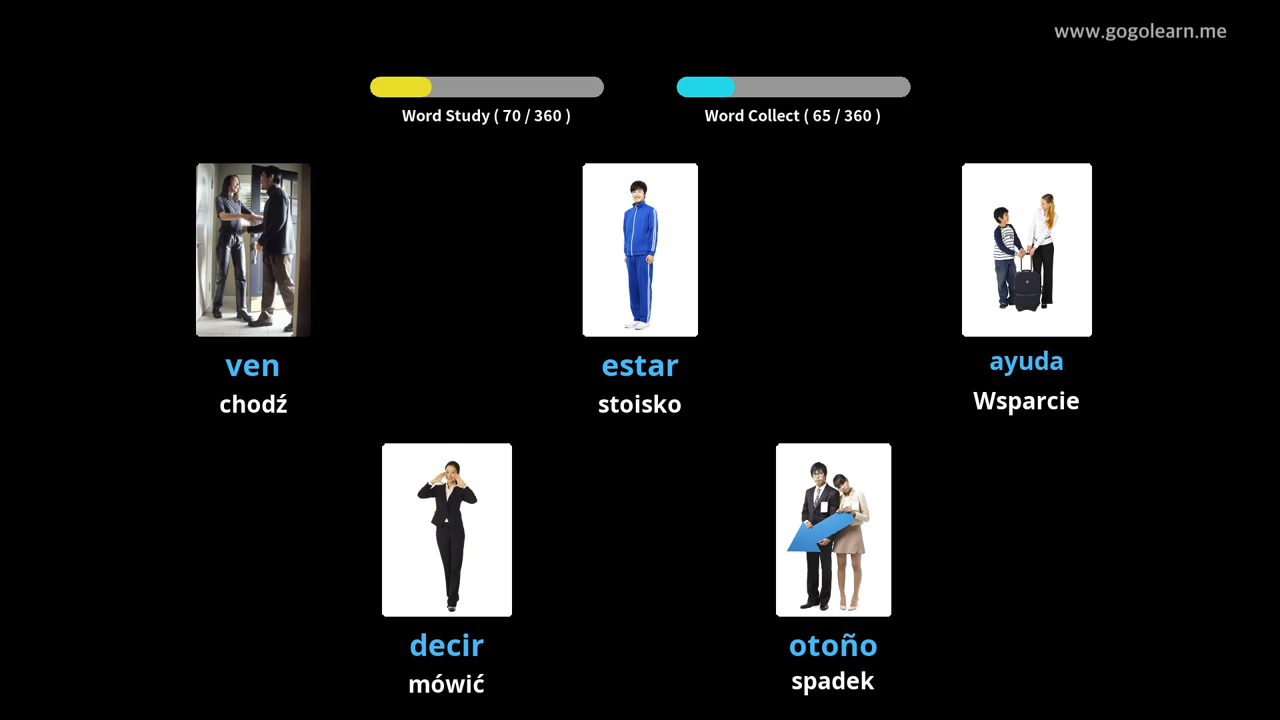 www.gogolearn.me
Word Study ( 70 / 360 )
Word Collect ( 65 / 360 )
ven
chodź
estar
stoisko
ayuda
Wsparcie
decir
mówić
otoño
spadek